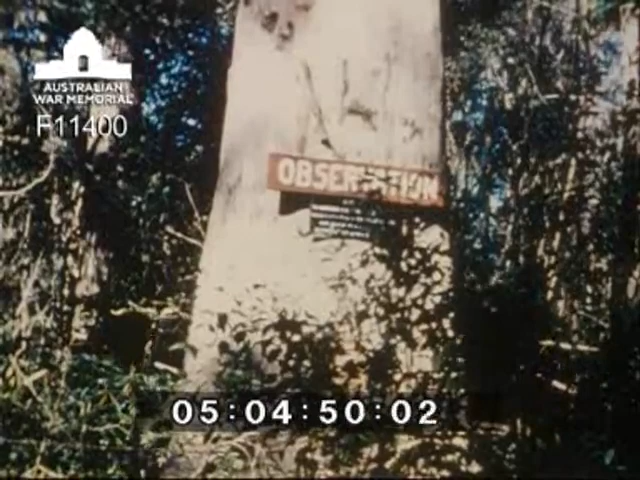 AUSTRALIAN
WAR MEMORIAL
F11400
OBSERVATION
05:04:50:02